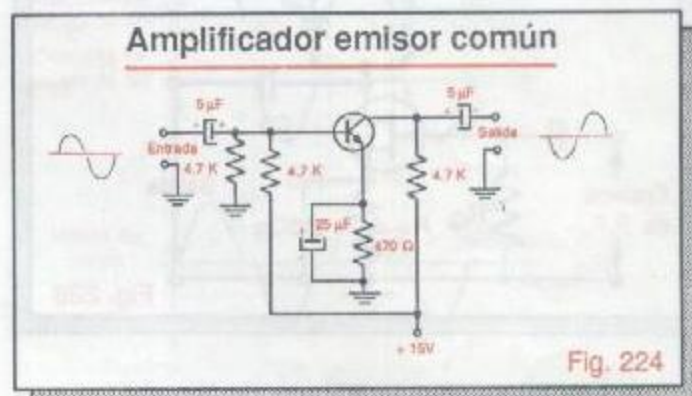 Amplificador emisor común
5 µF
5 µF
Entrada
Salida
4.7 K
4.7 K
4.7 K
25 µF
470 Ω
+ 15V
Fig. 224